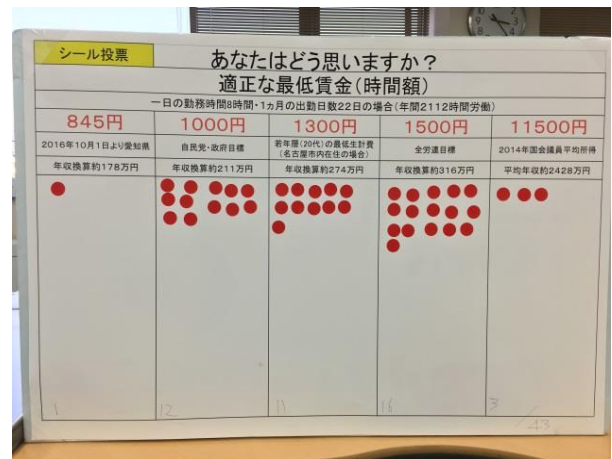 シール投票
あなたはどう思いますか？
適正な最低賃金(時間額)
一日の勤務時間8時間・1ヵ月の出勤日数22日の場合(年間2112時間労働)
845円
1000円
1300円
1500円
11500円
2016年10月1日より愛知県
自民党・政府目標
若年層(20代)の最低生計費
(名古屋市内在住の場合)
全労連目標
2014年国会議員平均所得
年収換算約178万円
年収換算約211万円
年収換算約274万円
年収換算約316万円
平均年収約2428万円
1
12
11
3
43